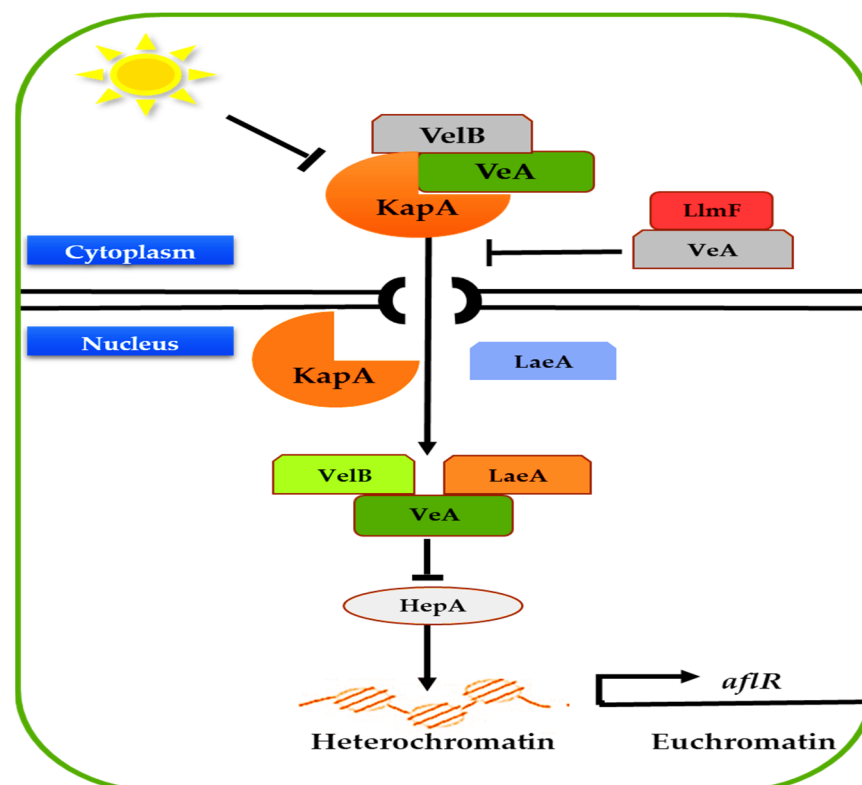 VelB
VeA
KapA
LlmF
VeA
Cytoplasm
Nucleus
KapA
LaeA
VelB
LaeA
VeA
HepA
aflR
Heterochromatin
Euchromatin